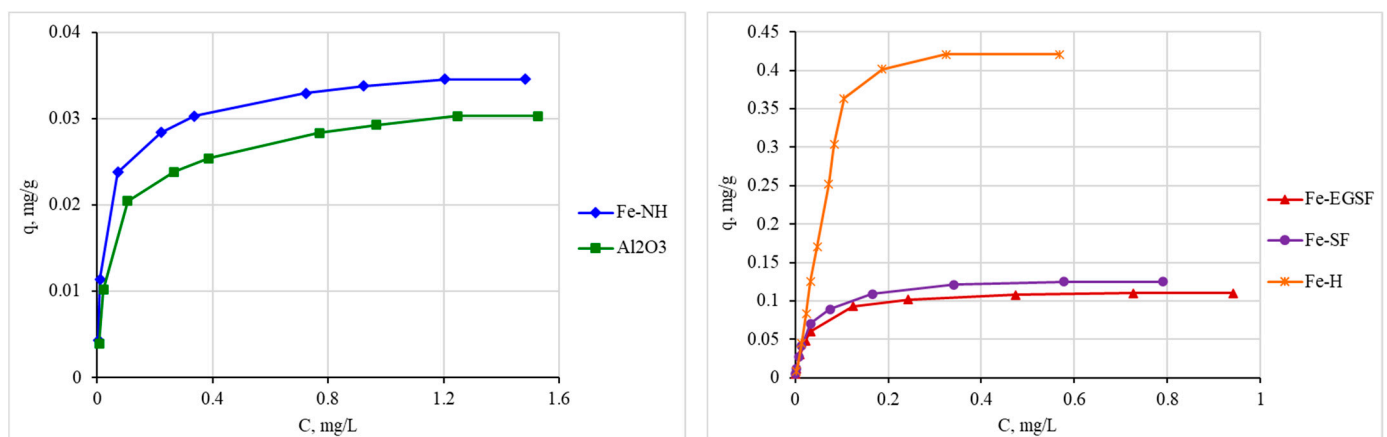 0.04
0.03
0.02
0.01
0
q, mg/g
0 0.4 0.8 1.2 1.6
C, mg/L
Fe-NH
Al2O3
0.45
0.4
0.35
0.3
0.25
0.2
0.15
0.1
0.05
0
q, mg/g
0 0.2 0.4 0.6 0.8 1
C, mg/L
Fe-EGSF
Fe-SF
Fe-H